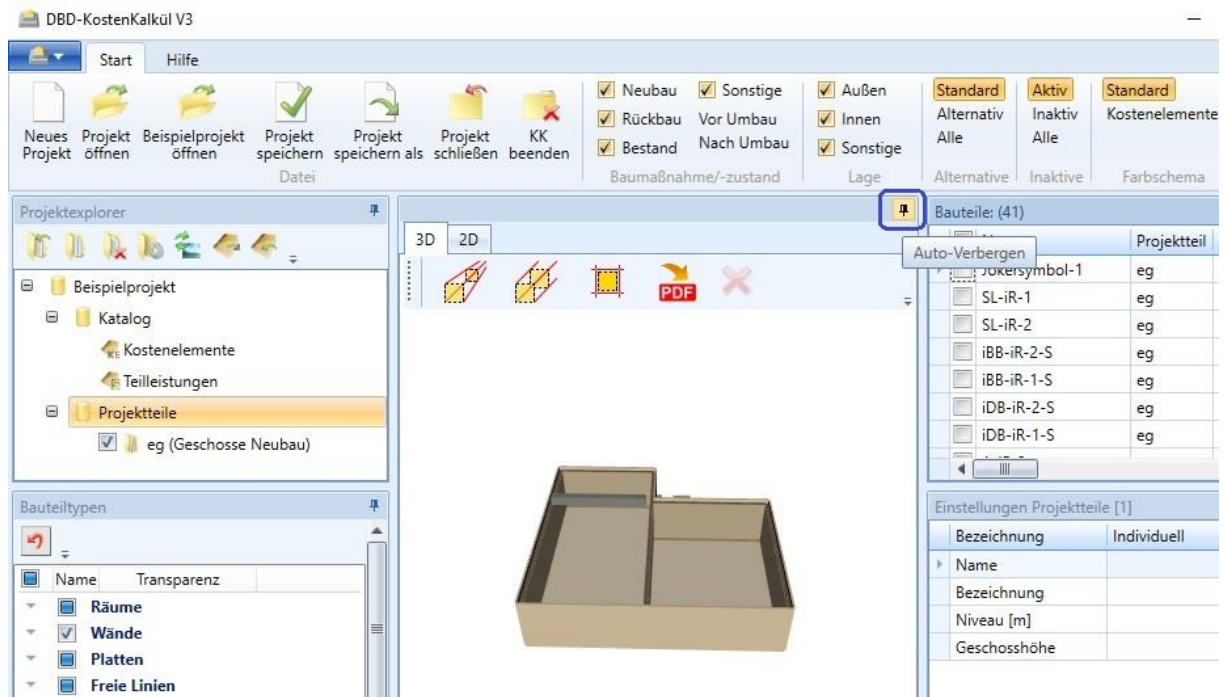 DBD-KostenKalkül V3
Start Hilfe
Neues Projekt
Projekt öffnen
Beispielprojekt öffnen
Projekt speichern
Projekt speichern als
Projekt schließen
KK beenden
Datei
Neubau Sonstige
Rückbau Vor Umbau
Bestand Nach Umbau
Baumaßnahme/-zustand
Außen
Innen
Sonstige
Lage
Standard
Alternativ
Alle
Alternative
Aktiv
Inaktiv
Alle
Inaktive
Standard
Kostenelemente
Farbschema
Projektexplorer
Beispielprojekt
Katalog
KE Kostenelemente
Teilleistungen
Projektteile
eg (Geschosse Neubau)
Bauteiltypen
Name Transparenz
Räume
Wände
Platten
Freie Linien
3D 2D
PDF
Auto-Verbergen
Bauteile: (41)
Projektteil
Jokersymbol-1 eg
SL-iR-1 eg
SL-iR-2 eg
iBB-iR-2-S eg
iBB-iR-1-S eg
iDB-iR-2-S eg
iDB-iR-1-S eg
Einstellungen Projektteile [1]
Bezeichnung Individuell
Name
Bezeichnung
Niveau [m]
Geschosshöhe